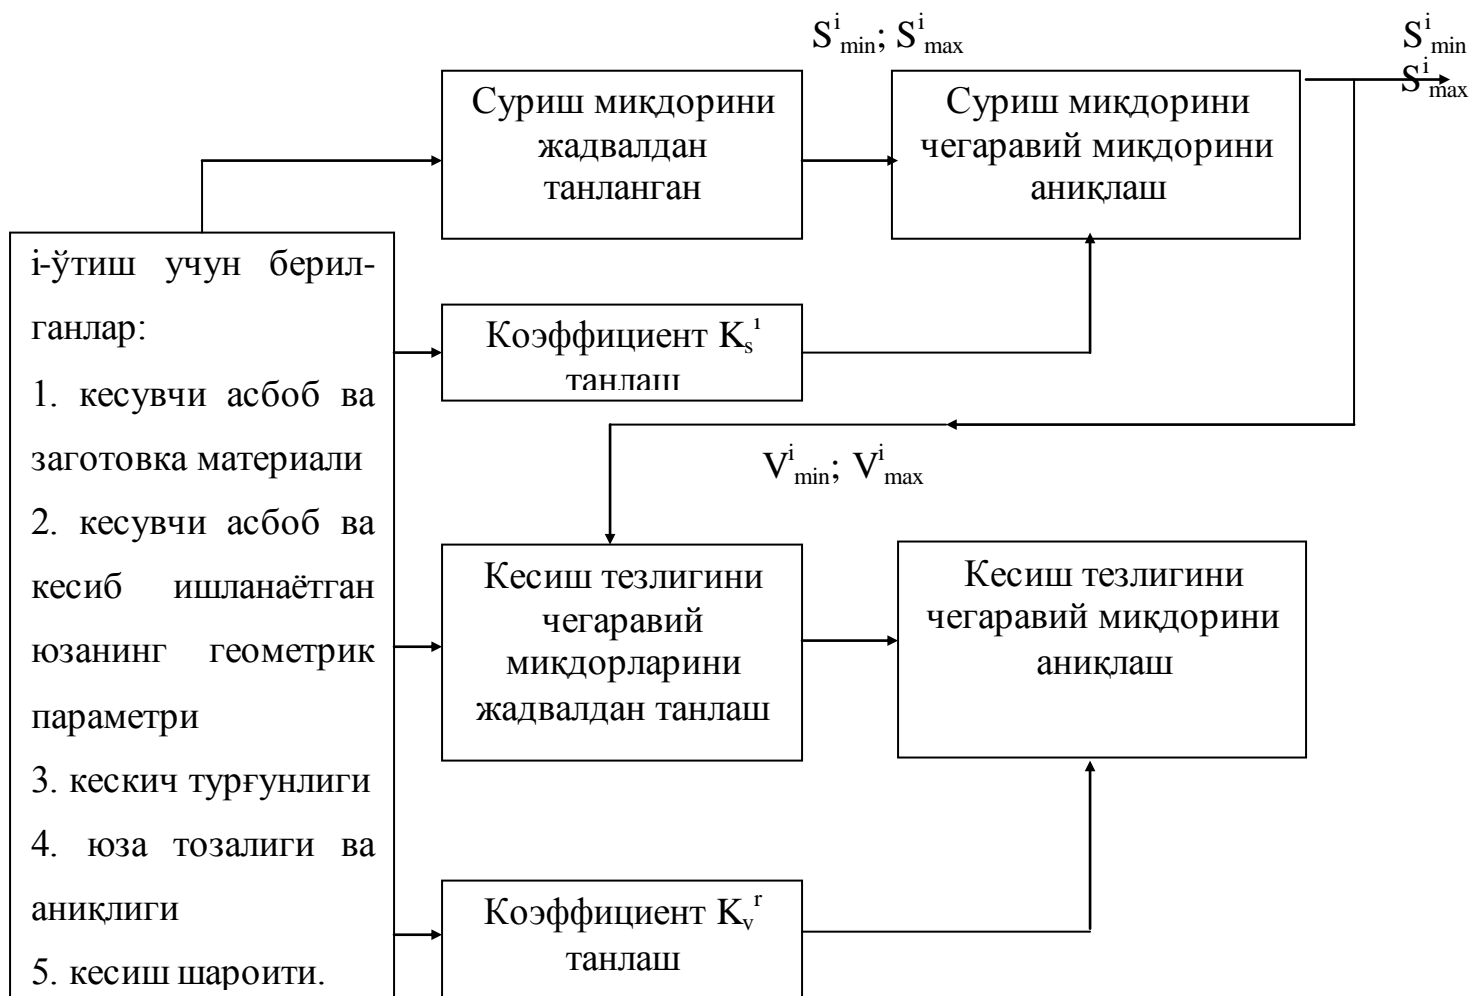 S^i_min; S^i_max
S^i_min
S^i_max
Суриш миқдорини
жадвалдан
танланган
Суриш миқдорини
чегаравий миқдорини
аниқлаш
i-ўтиш учун берил-
ганлар:
1. кесувчи асбоб ва
заготовка материали
2. кесувчи асбоб ва
кесиб ишланаётган
юзанинг геометрик
параметри
3. кескич турғунлиги
4. юза тозалиги ва
аниқлиги
5. кесиш шароити.
Коэффициент K_s^i
танлаш
V^i_min; V^i_max
Кесиш тезлигини
чегаравий
миқдорларини
жадвалдан танлаш
Кесиш тезлигини
чегаравий миқдорини
аниқлаш
Коэффициент K_v^r
танлаш